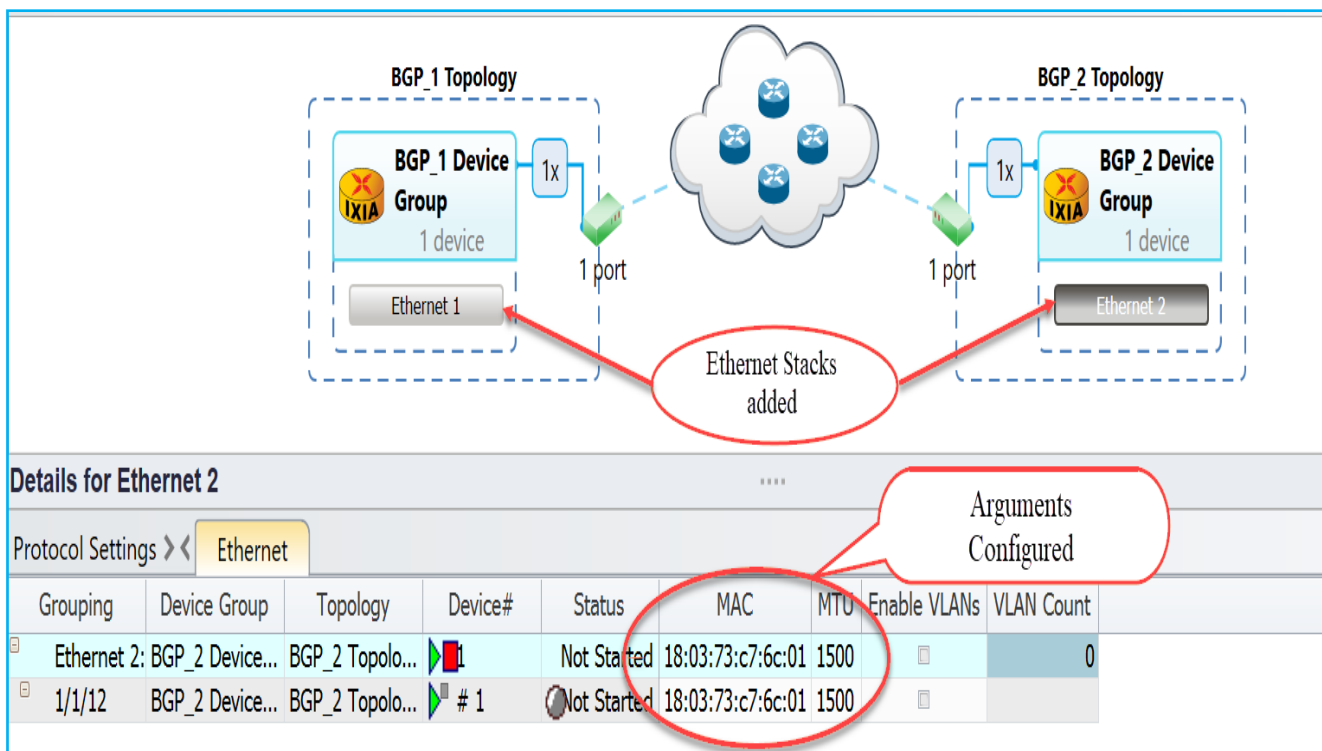 BGP_1 Topology
BGP_2 Topology
BGP_1 Device
Group
1 device
1x
IXIA
1 port
1x
1 port
BGP_2 Device
Group
1 device
IXIA
Ethernet 1
Ethernet 2
Ethernet Stacks
added
Details for Ethernet 2
Arguments
Configured
Protocol Settings Ethernet
Grouping Device Group Topology Device# Status MAC MTU Enable VLANs VLAN Count
Ethernet 2: BGP_2 Device... BGP_2 Topolo... 1 Not Started 18:03:73:c7:6c:01 1500 0
1/1/12 BGP_2 Device... BGP_2 Topolo... # 1 Not Started 18:03:73:c7:6c:01 1500